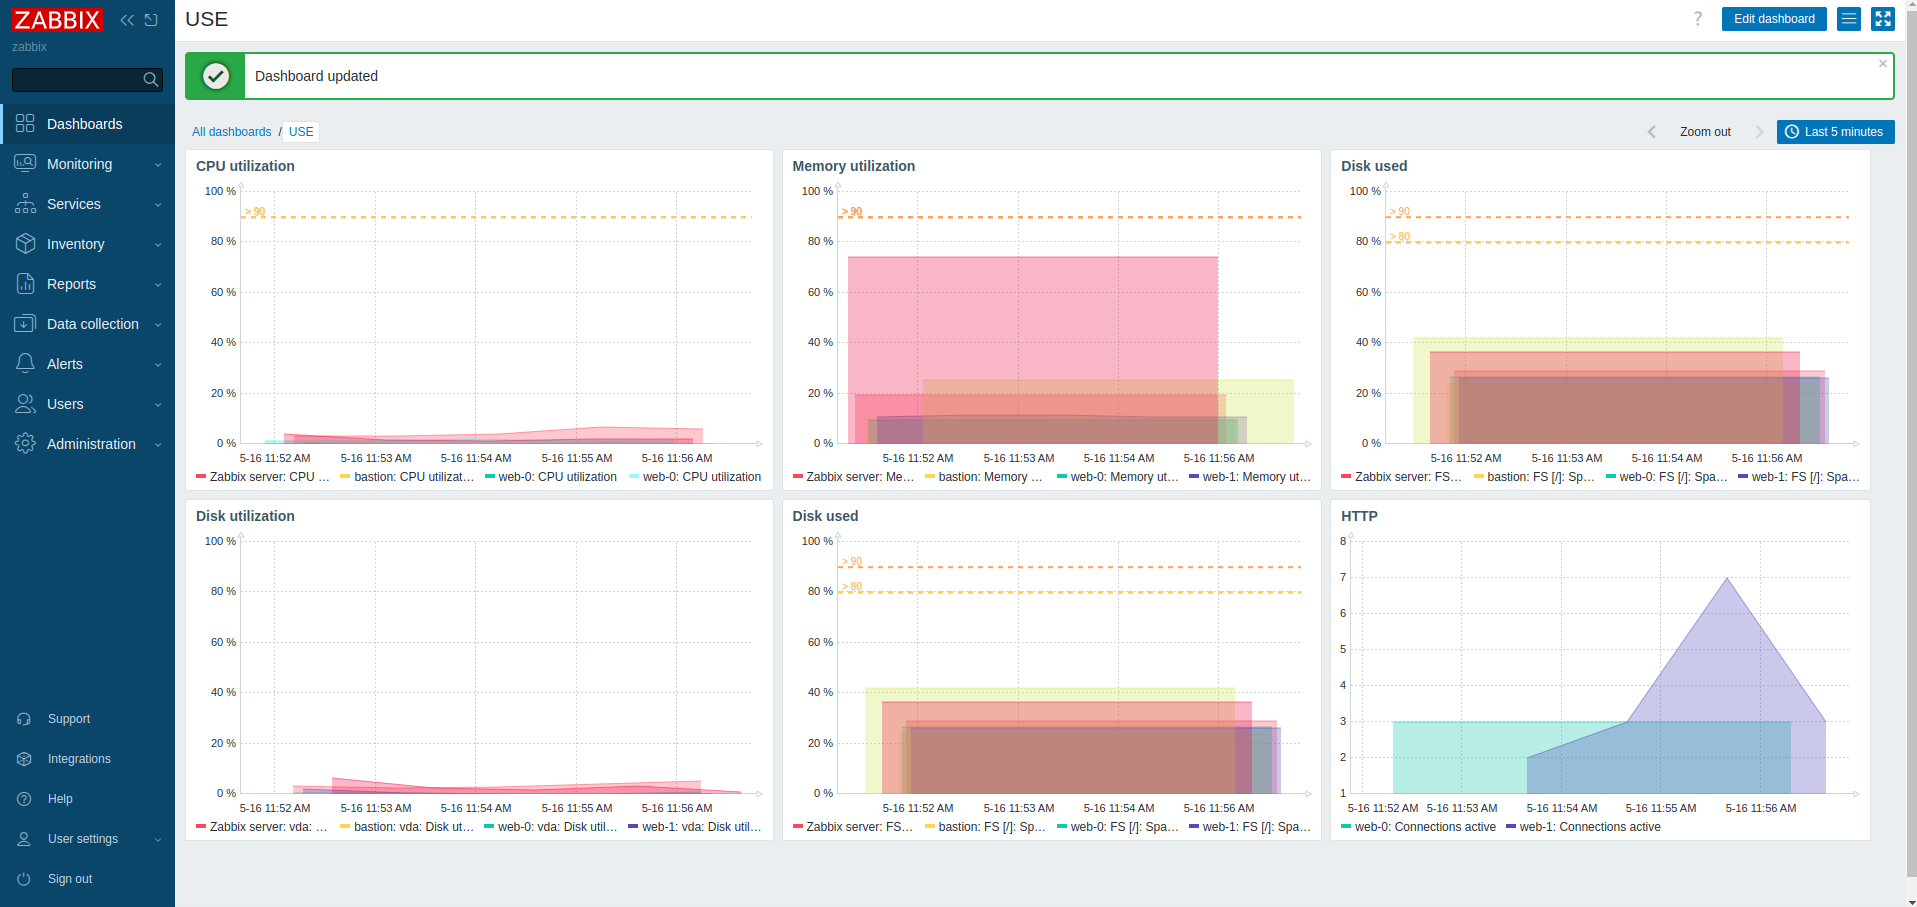 ZABBIX
zabbix
Dashboards
Monitoring
Services
Inventory
Reports
Data collection
Alerts
Users
Administration
Support
Integrations
Help
User settings
Sign out
USE
?
Edit dashboard
Dashboard updated
All dashboards / USE
Zoom out
Last 5 minutes
CPU utilization
100 %
80 %
60 %
40 %
20 %
0 %
> 90
5-16 11:52 AM 5-16 11:53 AM 5-16 11:54 AM 5-16 11:55 AM 5-16 11:56 AM
Zabbix server: CPU ... bastion: CPU utilizat... web-0: CPU utilization web-0: CPU utilization
Memory utilization
100 %
80 %
60 %
40 %
20 %
0 %
> 90
5-16 11:52 AM 5-16 11:53 AM 5-16 11:54 AM 5-16 11:56 AM
Zabbix server: Me... bastion: Memory ... web-0: Memory ut... web-1: Memory ut...
Disk used
100 %
80 %
60 %
40 %
20 %
0 %
> 90
> 80
5-16 11:52 AM 5-16 11:53 AM 5-16 11:54 AM 5-16 11:56 AM
Zabbix server: FS... bastion: FS [/]: Sp... web-0: FS [/]: Spa... web-1: FS [/]: Spa...
Disk utilization
100 %
80 %
60 %
40 %
20 %
0 %
5-16 11:52 AM 5-16 11:53 AM 5-16 11:54 AM 5-16 11:55 AM 5-16 11:56 AM
Zabbix server: vda: ... bastion: vda: Disk ut... web-0: vda: Disk util... web-1: vda: Disk util...
Disk used
100 %
80 %
60 %
40 %
20 %
0 %
> 90
> 80
5-16 11:52 AM 5-16 11:53 AM 5-16 11:54 AM 5-16 11:56 AM
Zabbix server: FS... bastion: FS [/]: Sp... web-0: FS [/]: Spa... web-1: FS [/]: Spa...
HTTP
8
7
6
5
4
3
2
1
5-16 11:52 AM 5-16 11:53 AM 5-16 11:54 AM 5-16 11:55 AM 5-16 11:56 AM
web-0: Connections active web-1: Connections active